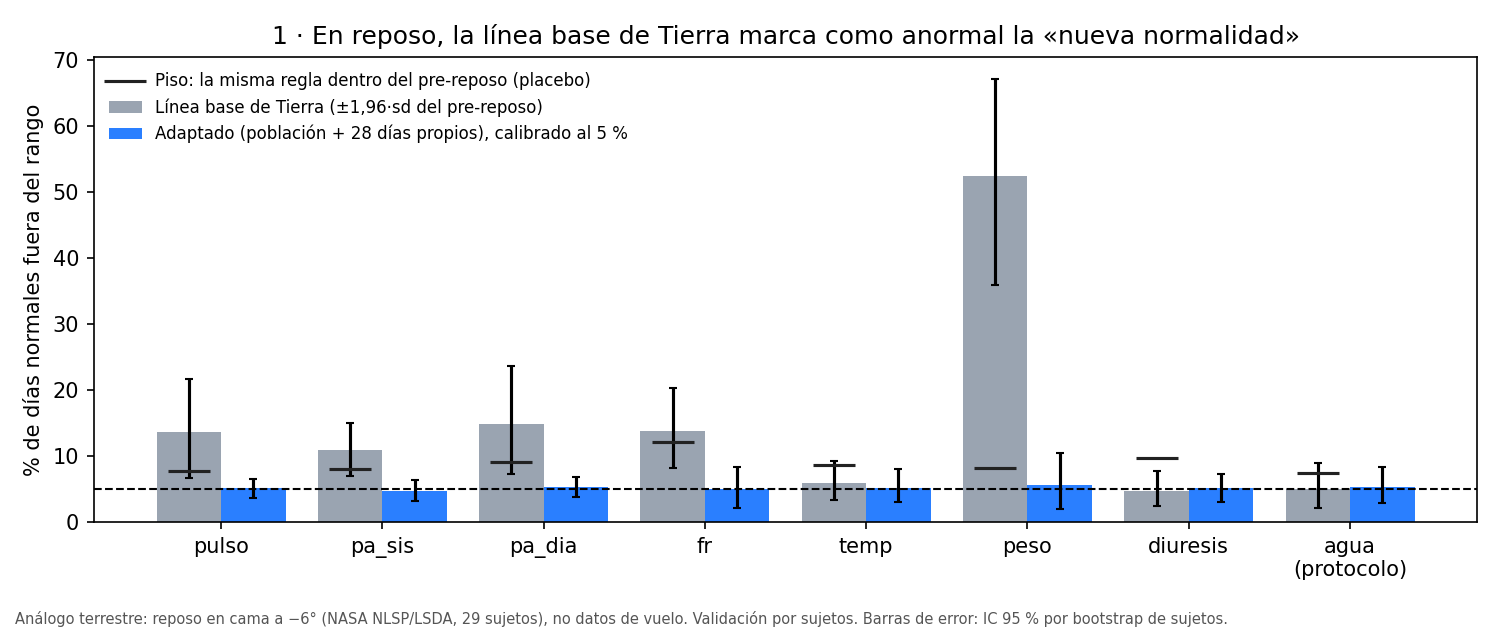 1 · En reposo, la línea base de Tierra marca como anormal la «nueva normalidad»
% de días normales fuera del rango
70
60
50
40
30
20
10
0
Piso: la misma regla dentro del pre-reposo (placebo)
Línea base de Tierra (±1,96·sd del pre-reposo)
Adaptado (población + 28 días propios), calibrado al 5 %
pulso
pa_sis
pa_dia
fr
temp
peso
diuresis
agua
(protocolo)
Análogo terrestre: reposo en cama a −6° (NASA NLSP/LSDA, 29 sujetos), no datos de vuelo. Validación por sujetos. Barras de error: IC 95 % por bootstrap de sujetos.